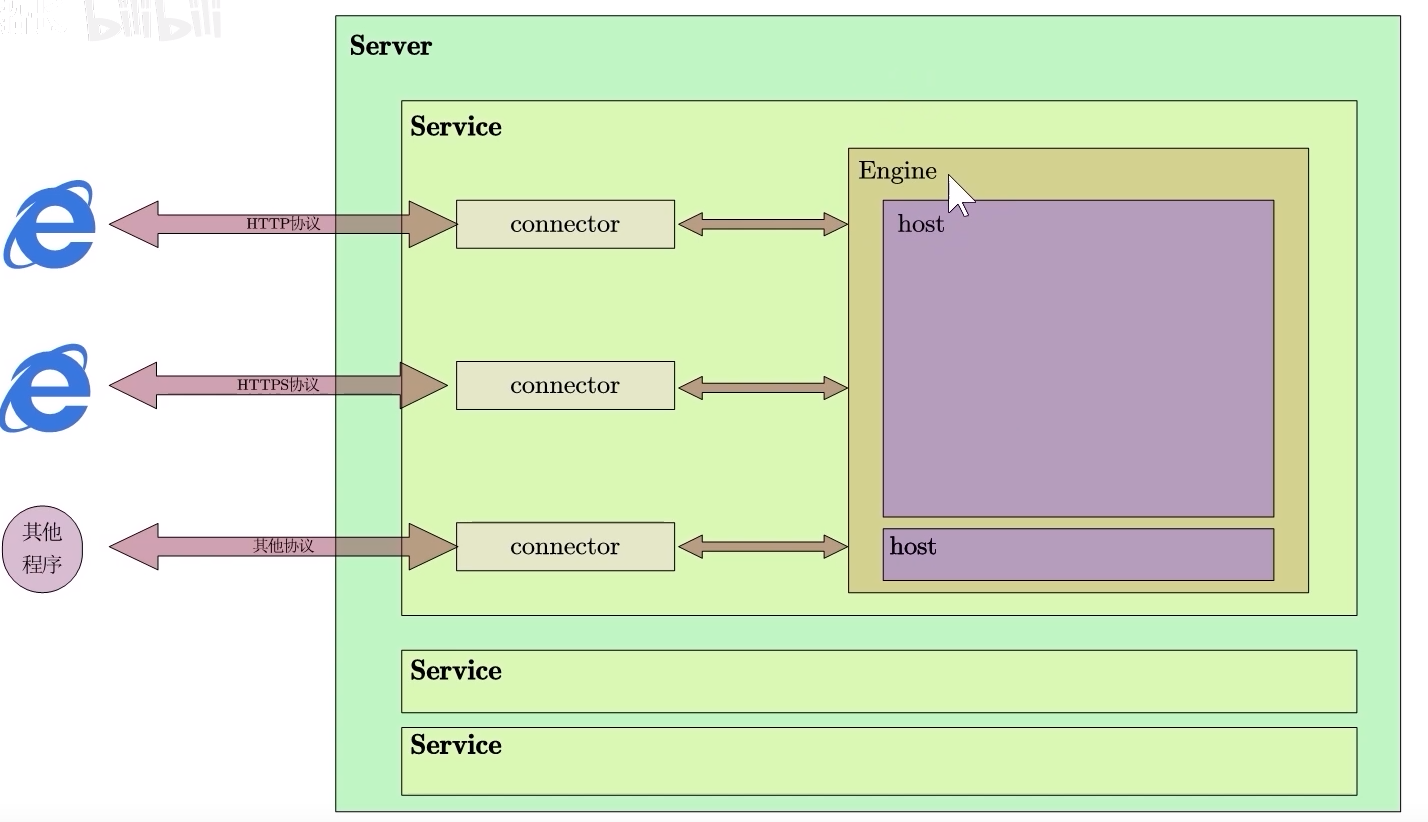 bilibili
Server
Service
Engine
host
HTTP协议
connector
HTTPS协议
connector
其他
程序
其他协议
connector
host
Service
Service